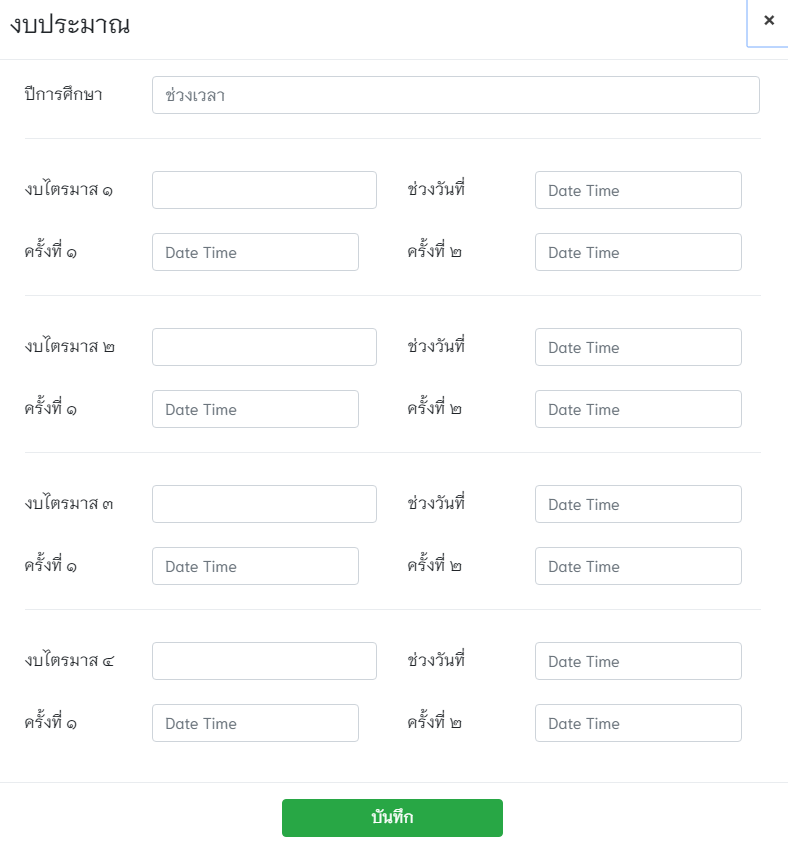 งบประมาณ ×
ปีการศึกษา ช่วงเวลา
งบไตรมาส ๑ ช่วงวันที่ Date Time
ครั้งที่ ๑ Date Time ครั้งที่ ๒ Date Time
งบไตรมาส ๒ ช่วงวันที่ Date Time
ครั้งที่ ๑ Date Time ครั้งที่ ๒ Date Time
งบไตรมาส ๓ ช่วงวันที่ Date Time
ครั้งที่ ๑ Date Time ครั้งที่ ๒ Date Time
งบไตรมาส ๔ ช่วงวันที่ Date Time
ครั้งที่ ๑ Date Time ครั้งที่ ๒ Date Time
บันทึก